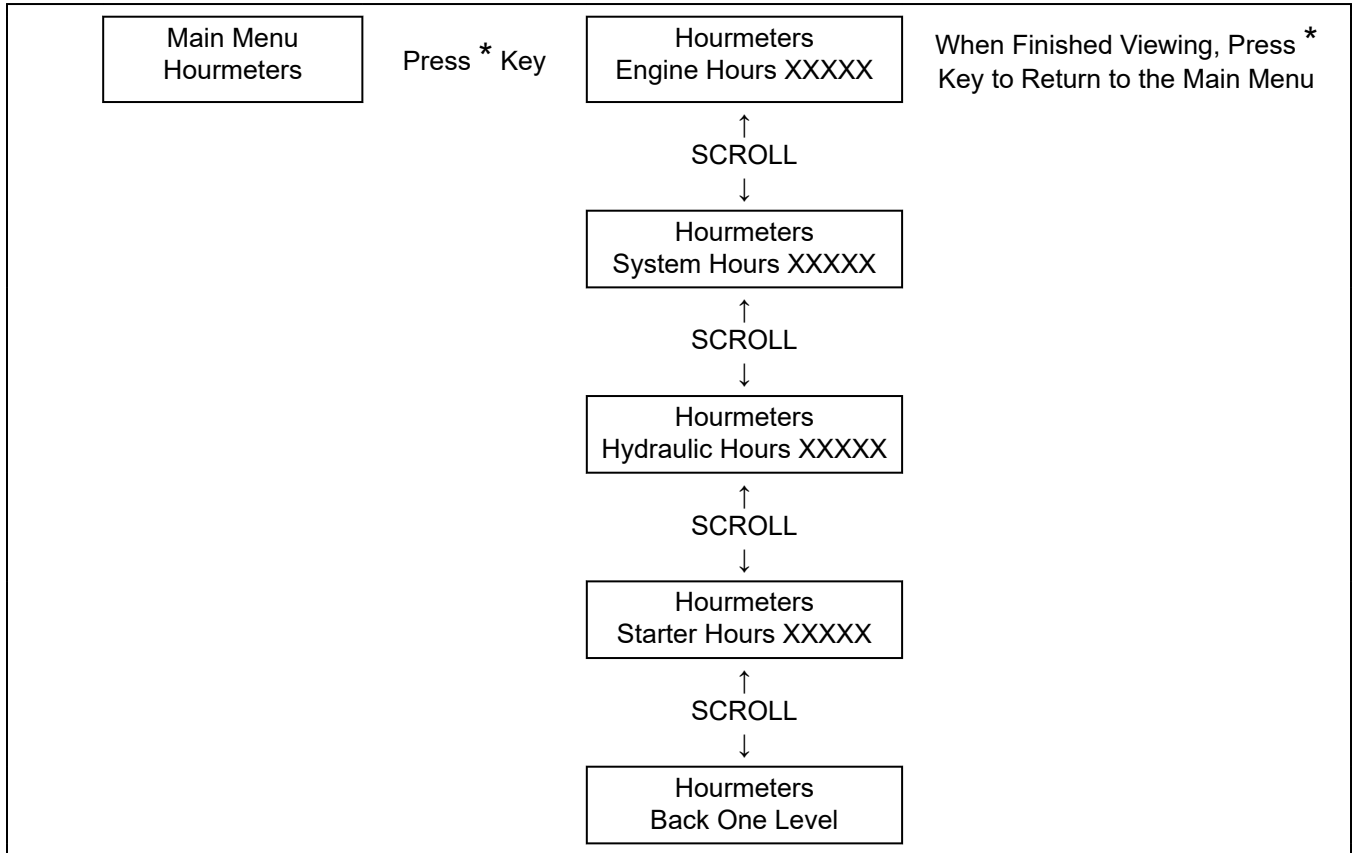 Main Menu
Hourmeters
Press * Key
Hourmeters
Engine Hours XXXXX
When Finished Viewing, Press *
Key to Return to the Main Menu
↑
SCROLL
↓
Hourmeters
System Hours XXXXX
↑
SCROLL
↓
Hourmeters
Hydraulic Hours XXXXX
↑
SCROLL
↓
Hourmeters
Starter Hours XXXXX
↑
SCROLL
↓
Hourmeters
Back One Level